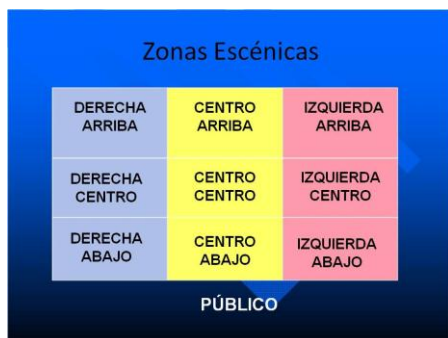 Zonas Escénicas
DERECHA
ARRIBA
CENTRO
ARRIBA
IZQUIERDA
ARRIBA
DERECHA
CENTRO
CENTRO
CENTRO
IZQUIERDA
CENTRO
DERECHA
ABAJO
CENTRO
ABAJO
IZQUIERDA
ABAJO
PÚBLICO